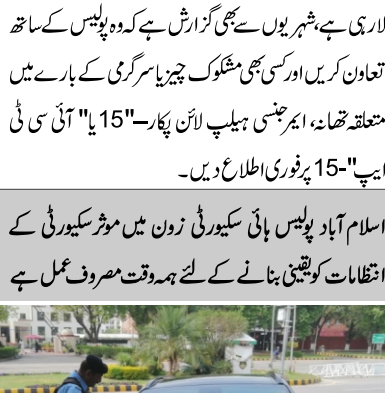 لا رہی ہے، شہریوں سے بھی گزارش ہے کہ وہ پولیس کے ساتھ
تعاون کریں اور کسی بھی مشکوک چیز یا سرگرمی کے بارے میں
متعلقہ تھانہ، ایمرجنسی ہیلپ لائن پکار–"15 یا" آئی سی ٹی
ایپ"-15 پر فوری اطلاع دیں۔
اسلام آباد پولیس ہائی سکیورٹی زون میں موثر سکیورٹی کے
انتظامات کو یقینی بنانے کے لئے ہمہ وقت مصروف عمل ہے